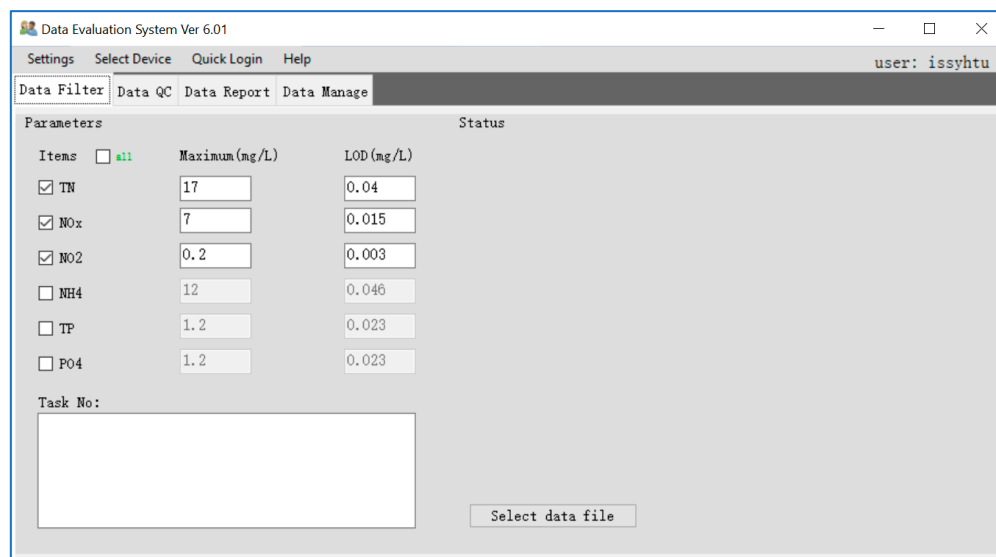 Data Evaluation System Ver 6.01
Settings Select Device Quick Login Help
user: issyhtu
Data Filter Data QC Data Report Data Manage
Parameters Status
Items all Maximum(mg/L) LOD(mg/L)
TN 17 0.04
NOx 7 0.015
NO2 0.2 0.003
NH4 12 0.046
TP 1.2 0.023
PO4 1.2 0.023
Task No:
Select data file